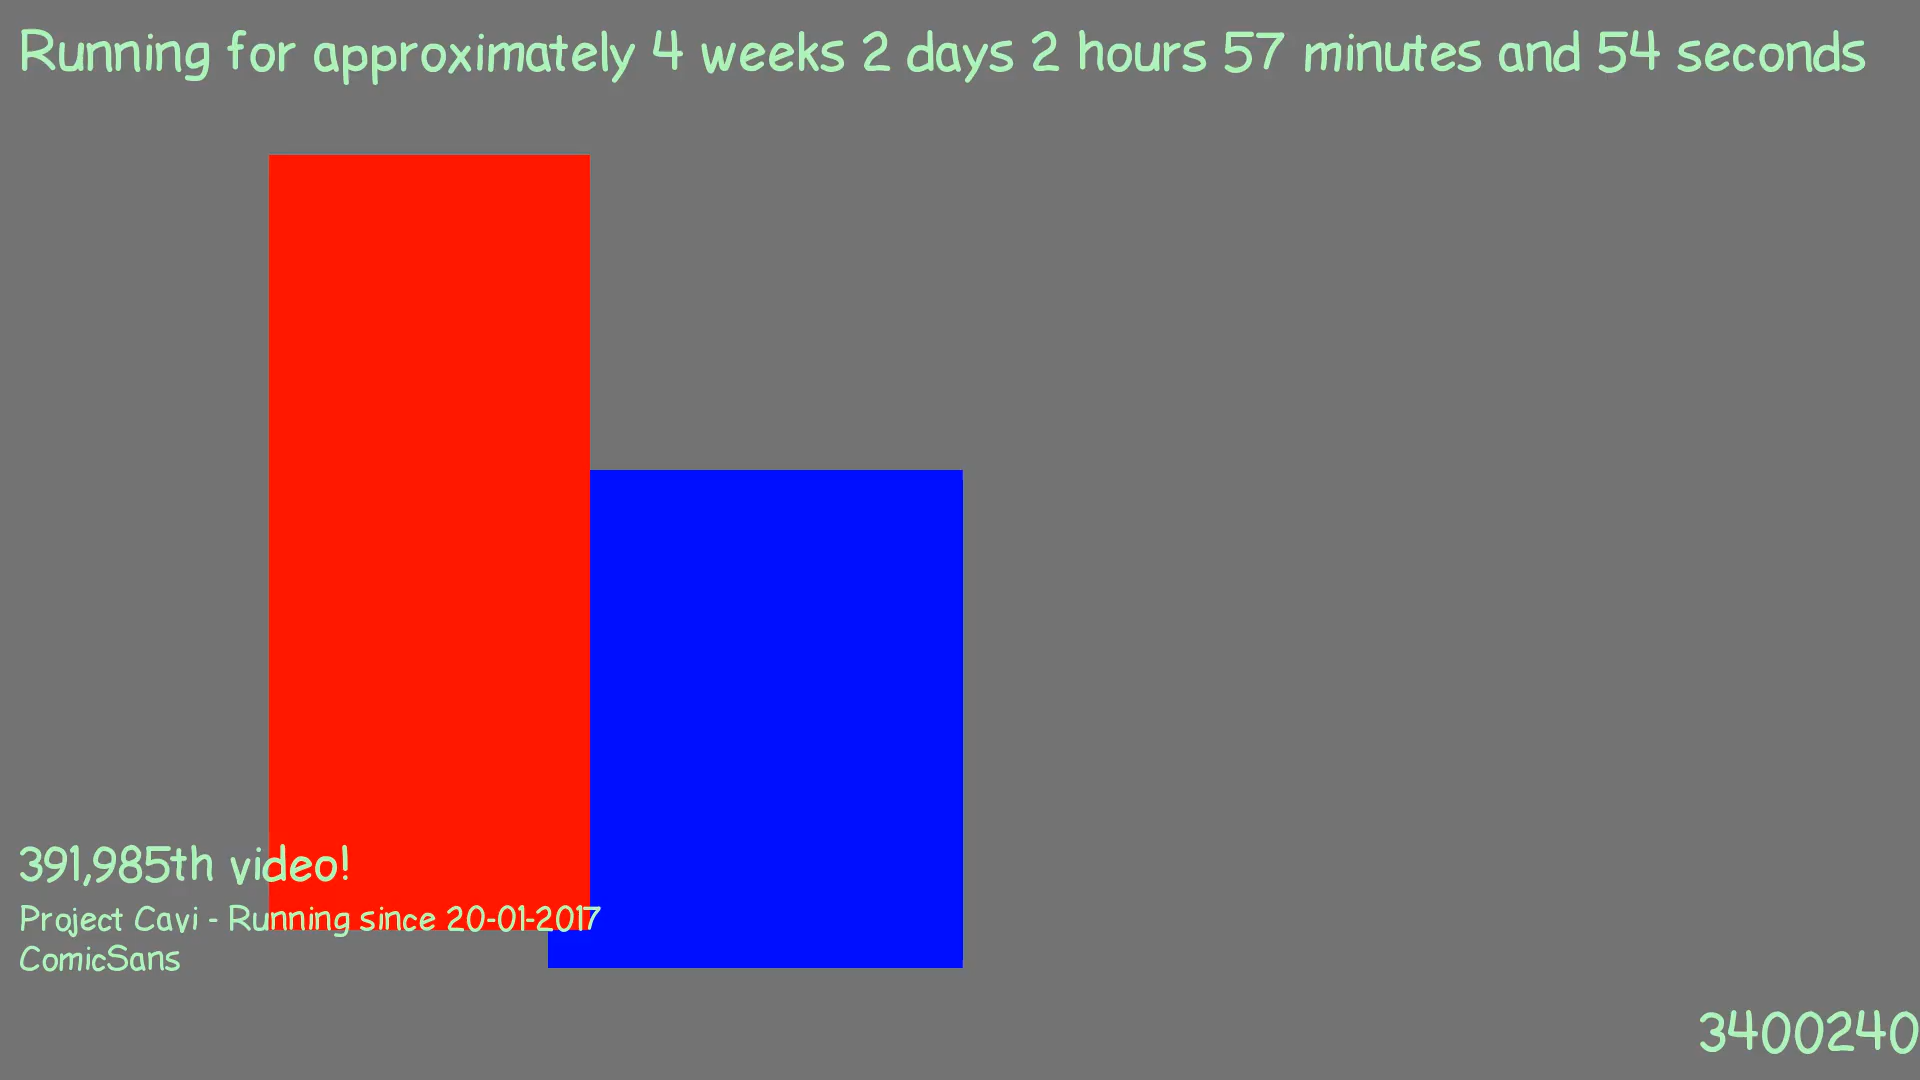 Running for approximately 4 weeks 2 days 2 hours 57 minutes and 54 seconds
391,985th video!
Project Cavi - Running since 20-01-2017
ComicSans
3400240